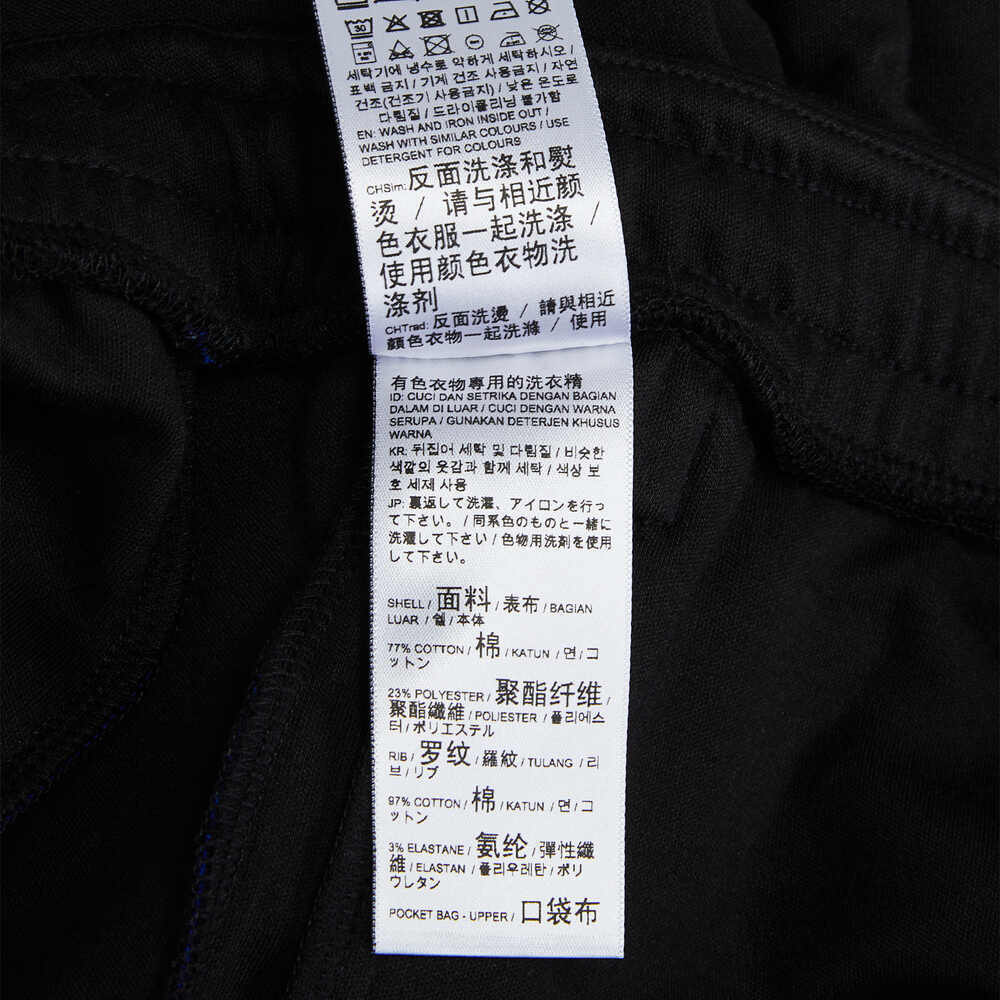 30
세탁기에 냉수로 약하게 세탁하시오 /
표백 금지 / 기계 건조 사용금지 / 자연
건조(건조기 사용금지) / 낮은 온도로
다림질 / 드라이클리닝 불가함
EN: WASH AND IRON INSIDE OUT /
WASH WITH SIMILAR COLOURS / USE
DETERGENT FOR COLOURS
CHSim: 反面洗涤和熨
烫 / 请与相近颜
色衣服一起洗涤 /
使用颜色衣物洗
涤剂
CHTrad: 反面洗燙 / 請與相近
顏色衣物一起洗滌 / 使用
有色衣物專用的洗衣精
ID: CUCI DAN SETRIKA DENGAN BAGIAN
DALAM DI LUAR / CUCI DENGAN WARNA
SERUPA / GUNAKAN DETERJEN KHUSUS
WARNA
KR: 뒤집어 세탁 및 다림질 / 비슷한
색깔의 옷감과 함께 세탁 / 색상 보
호 세제 사용
JP: 裏返して洗濯、アイロンを行っ
て下さい。 / 同系色のものと一緒に
洗濯して下さい / 色物用洗剤を使用
して下さい。
SHELL / 面料 / 表布 / BAGIAN
LUAR / 쉘 / 本体
77% COTTON / 棉 / KATUN / 면 / コ
ットン
23% POLYESTER / 聚酯纤维 /
聚酯纖維 / POLIESTER / 폴리에스
터 / ポリエステル
RIB / 罗纹 / 羅紋 / TULANG / 리
브 / リブ
97% COTTON / 棉 / KATUN / 면 / コ
ットン
3% ELASTANE / 氨纶 / 彈性纖
維 / ELASTAN / 폴리우레탄 / ポリ
ウレタン
POCKET BAG - UPPER / 口袋布